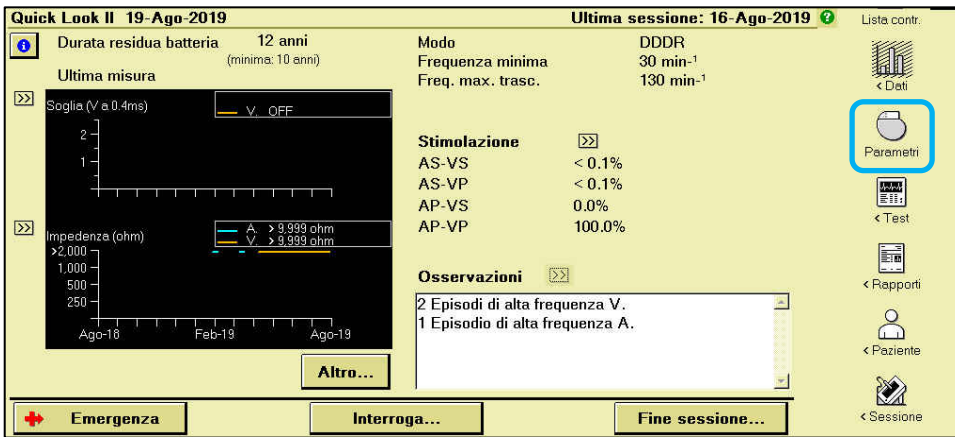 Quick Look II 19-Ago-2019
Ultima sessione: 16-Ago-2019
Durata residua batteria 12 anni
(minima: 10 anni)
Ultima misura
Soglia (V a 0.4ms)
V. OFF
2
1
Impedenza (ohm)
A. >9,999 ohm
V. >9,999 ohm
>2,000
1,000
500
250
Ago-18 Feb-19 Ago-19
Altro...
Modo DDDR
Frequenza minima 30 min-¹
Freq. max. trasc. 130 min-¹
Stimolazione >>
AS-VS < 0.1%
AS-VP < 0.1%
AP-VS 0.0%
AP-VP 100.0%
Osservazioni >>
2 Episodi di alta frequenza V.
1 Episodio di alta frequenza A.
Emergenza
Interroga...
Fine sessione...
Lista contr.
< Dati
Parametri
< Test
< Rapporti
< Paziente
< Sessione